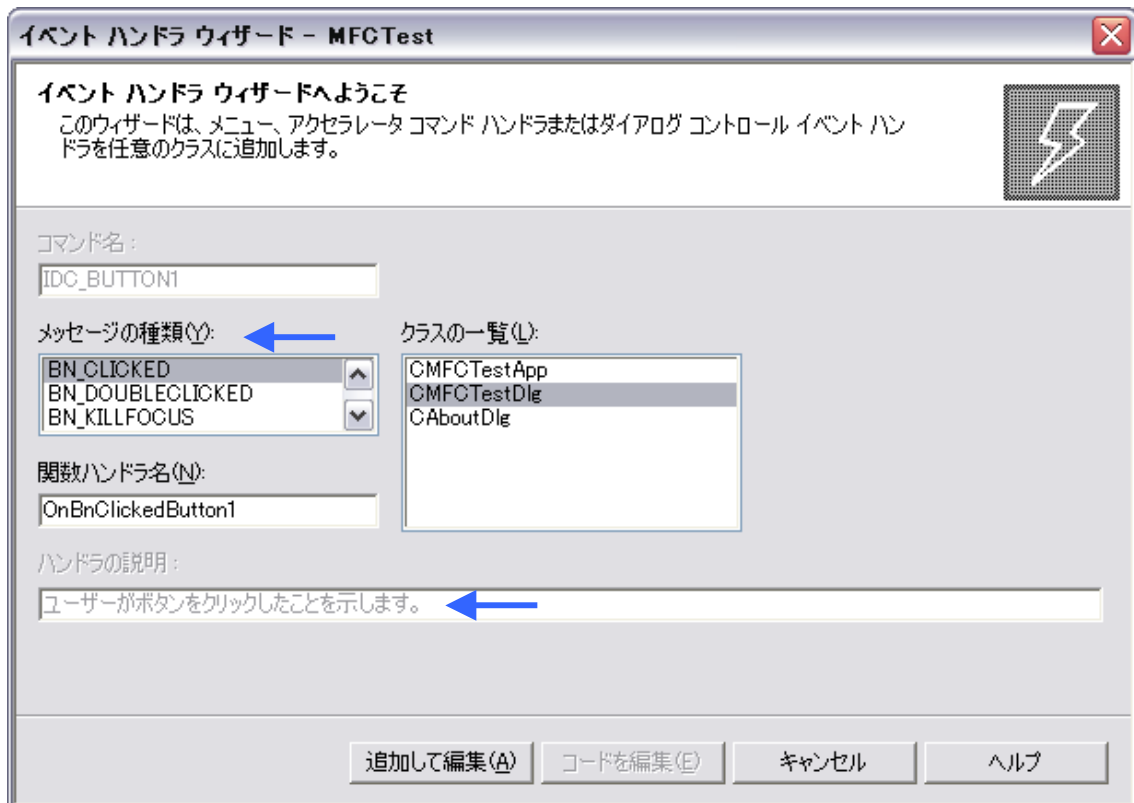 イベント ハンドラ ウィザード - MFCTest
イベント ハンドラ ウィザードへようこそ
このウィザードは、メニュー、アクセラレータ コマンド ハンドラまたはダイアログ コントロール イベント ハン
ドラを任意のクラスに追加します。
コマンド名:
IDC_BUTTON1
メッセージの種類(Y):
BN_CLICKED
BN_DOUBLECLICKED
BN_KILLFOCUS
クラスの一覧(L):
CMFCTestApp
CMFCTestDlg
CAboutDlg
関数ハンドラ名(N):
OnBnClickedButton1
ハンドラの説明:
ユーザーがボタンをクリックしたことを示します。
追加して編集(A) コードを編集(E) キャンセル ヘルプ